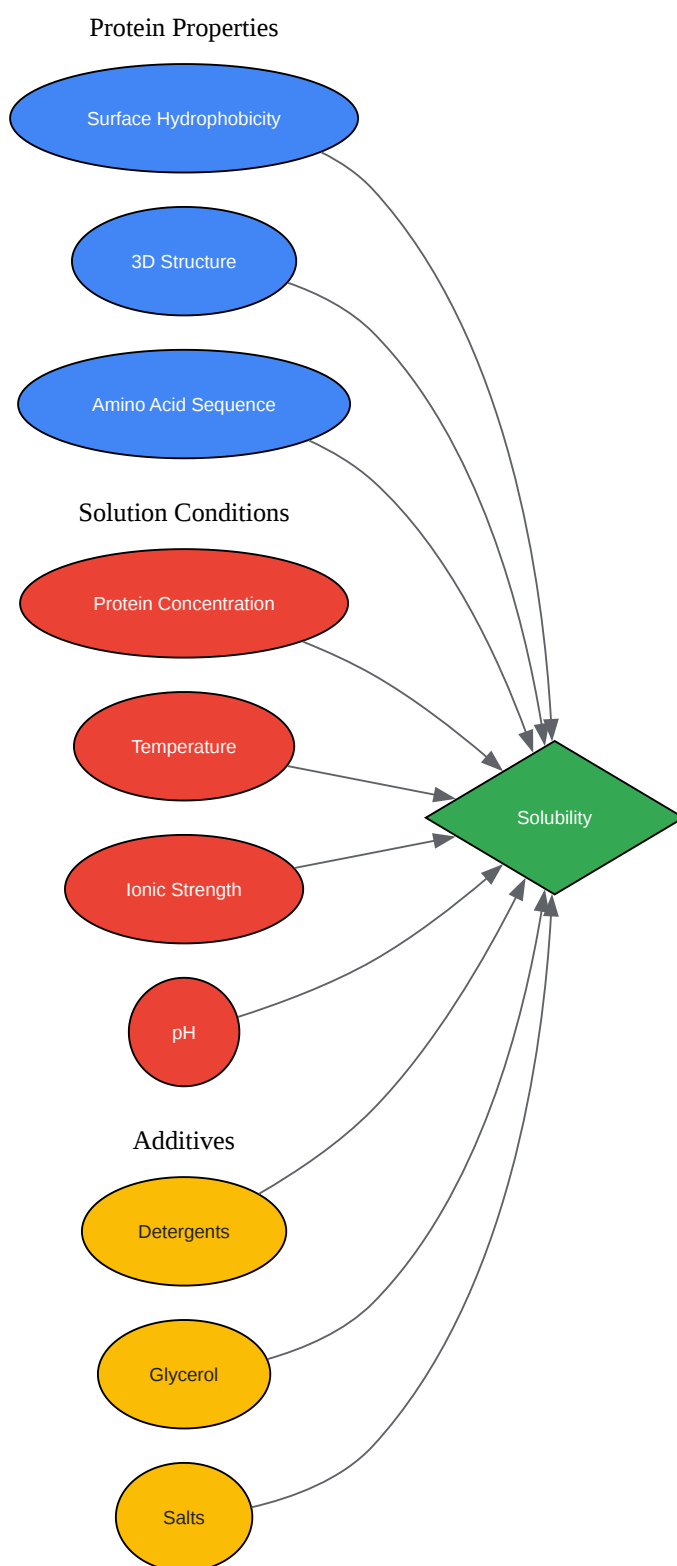 Protein Properties
Surface Hydrophobicity
3D Structure
Amino Acid Sequence
Solution Conditions
Protein Concentration
Temperature
Solubility
Ionic Strength
pH
Additives
Detergents
Glycerol
Salts